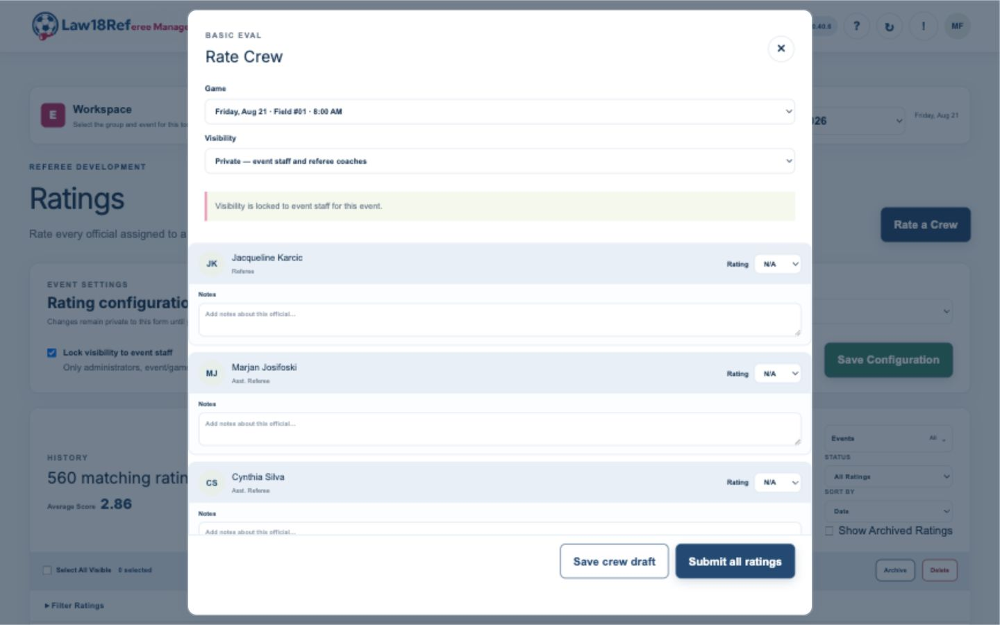 Law18Referee Manage
0.40.6
?
↻
!
MF
E
Workspace
Select the group and event for this to
026
Friday, Aug 21
REFEREE DEVELOPMENT
Ratings
Rate every official assigned to a
Rate a Crew
EVENT SETTINGS
Rating configuratio
Changes remain private to this form until
Lock visibility to event staff
Only administrators, event/gam
Save Configuration
HISTORY
560 matching ratin
Average Score 2.86
Events All
STATUS
All Ratings
SORT BY
Date
Show Archived Ratings
Select All Visible 0 selected
Archive
Delete
▸ Filter Ratings
BASIC EVAL
Rate Crew
×
Game
Friday, Aug 21 · Field #01 · 8:00 AM
Visibility
Private — event staff and referee coaches
Visibility is locked to event staff for this event.
JK
Jacqueline Karcic
Referee
Rating N/A
Notes
Add notes about this official...
MJ
Marjan Josifoski
Asst. Referee
Rating N/A
Notes
Add notes about this official...
CS
Cynthia Silva
Asst. Referee
Rating N/A
Notes
Add notes about this official...
Save crew draft
Submit all ratings